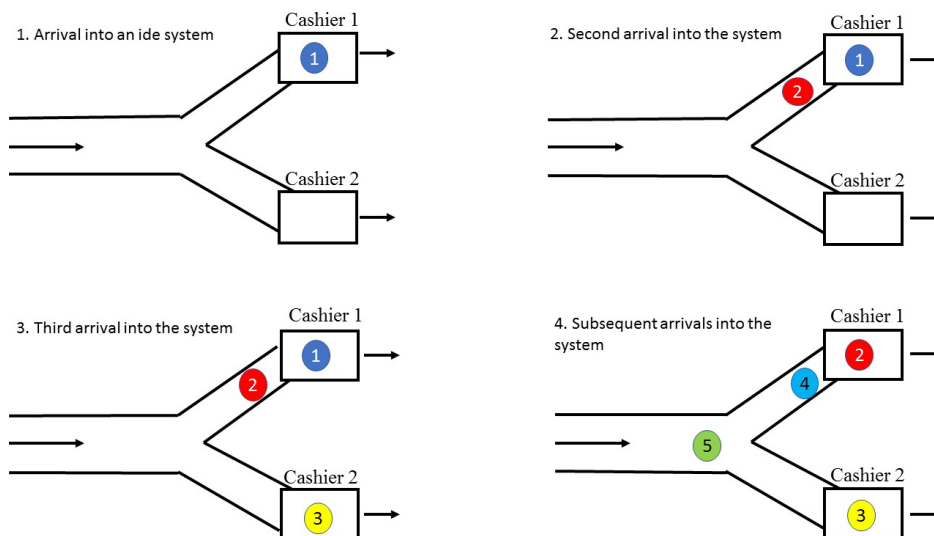 1. Arrival into an ide system
Cashier 1
1
Cashier 2
2. Second arrival into the system
Cashier 1
1
2
Cashier 2
3. Third arrival into the system
Cashier 1
1
2
Cashier 2
3
4. Subsequent arrivals into the
system
Cashier 1
2
4
5
Cashier 2
3